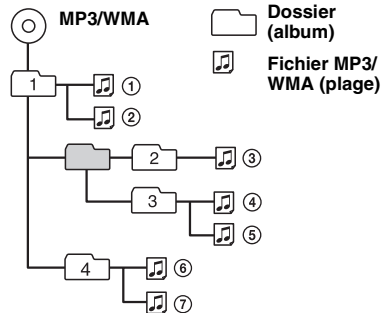 MP3/WMA
Dossier
(album)
Fichier MP3/
WMA (plage)
1
①
②
2
③
3
④
⑤
4
⑥
⑦